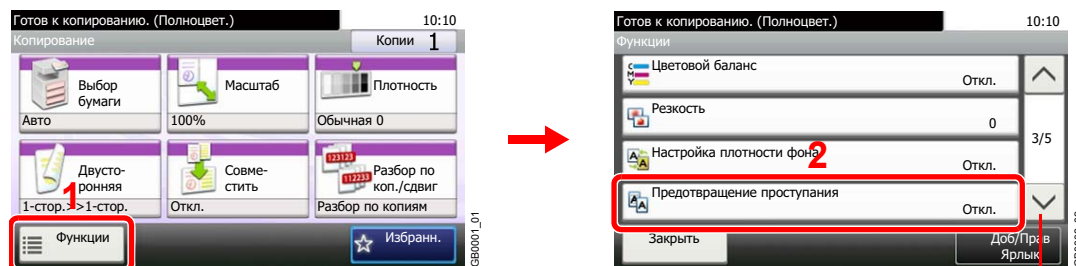 Готов к копированию. (Полноцвет.) 10:10
Копирование
Копии 1
Выбор бумаги
Авто
Масштаб
100%
Плотность
Обычная 0
Двусто-
ронняя
1-стор.>>1-стор.
Совме-
стить
Откл.
123123
112233
Разбор по
коп./сдвиг
Разбор по копиям
1
Функции
Избранн.
GB0001_01
Готов к копированию. (Полноцвет.) 10:10
Функции
C
M
Y
Цветовой баланс
Откл.
Резкость
0
3/5
A
A
Настройка плотности фона
Откл.
2
A
A
Предотвращение проступания
Откл.
Закрыть
Доб/Прав
Ярлык